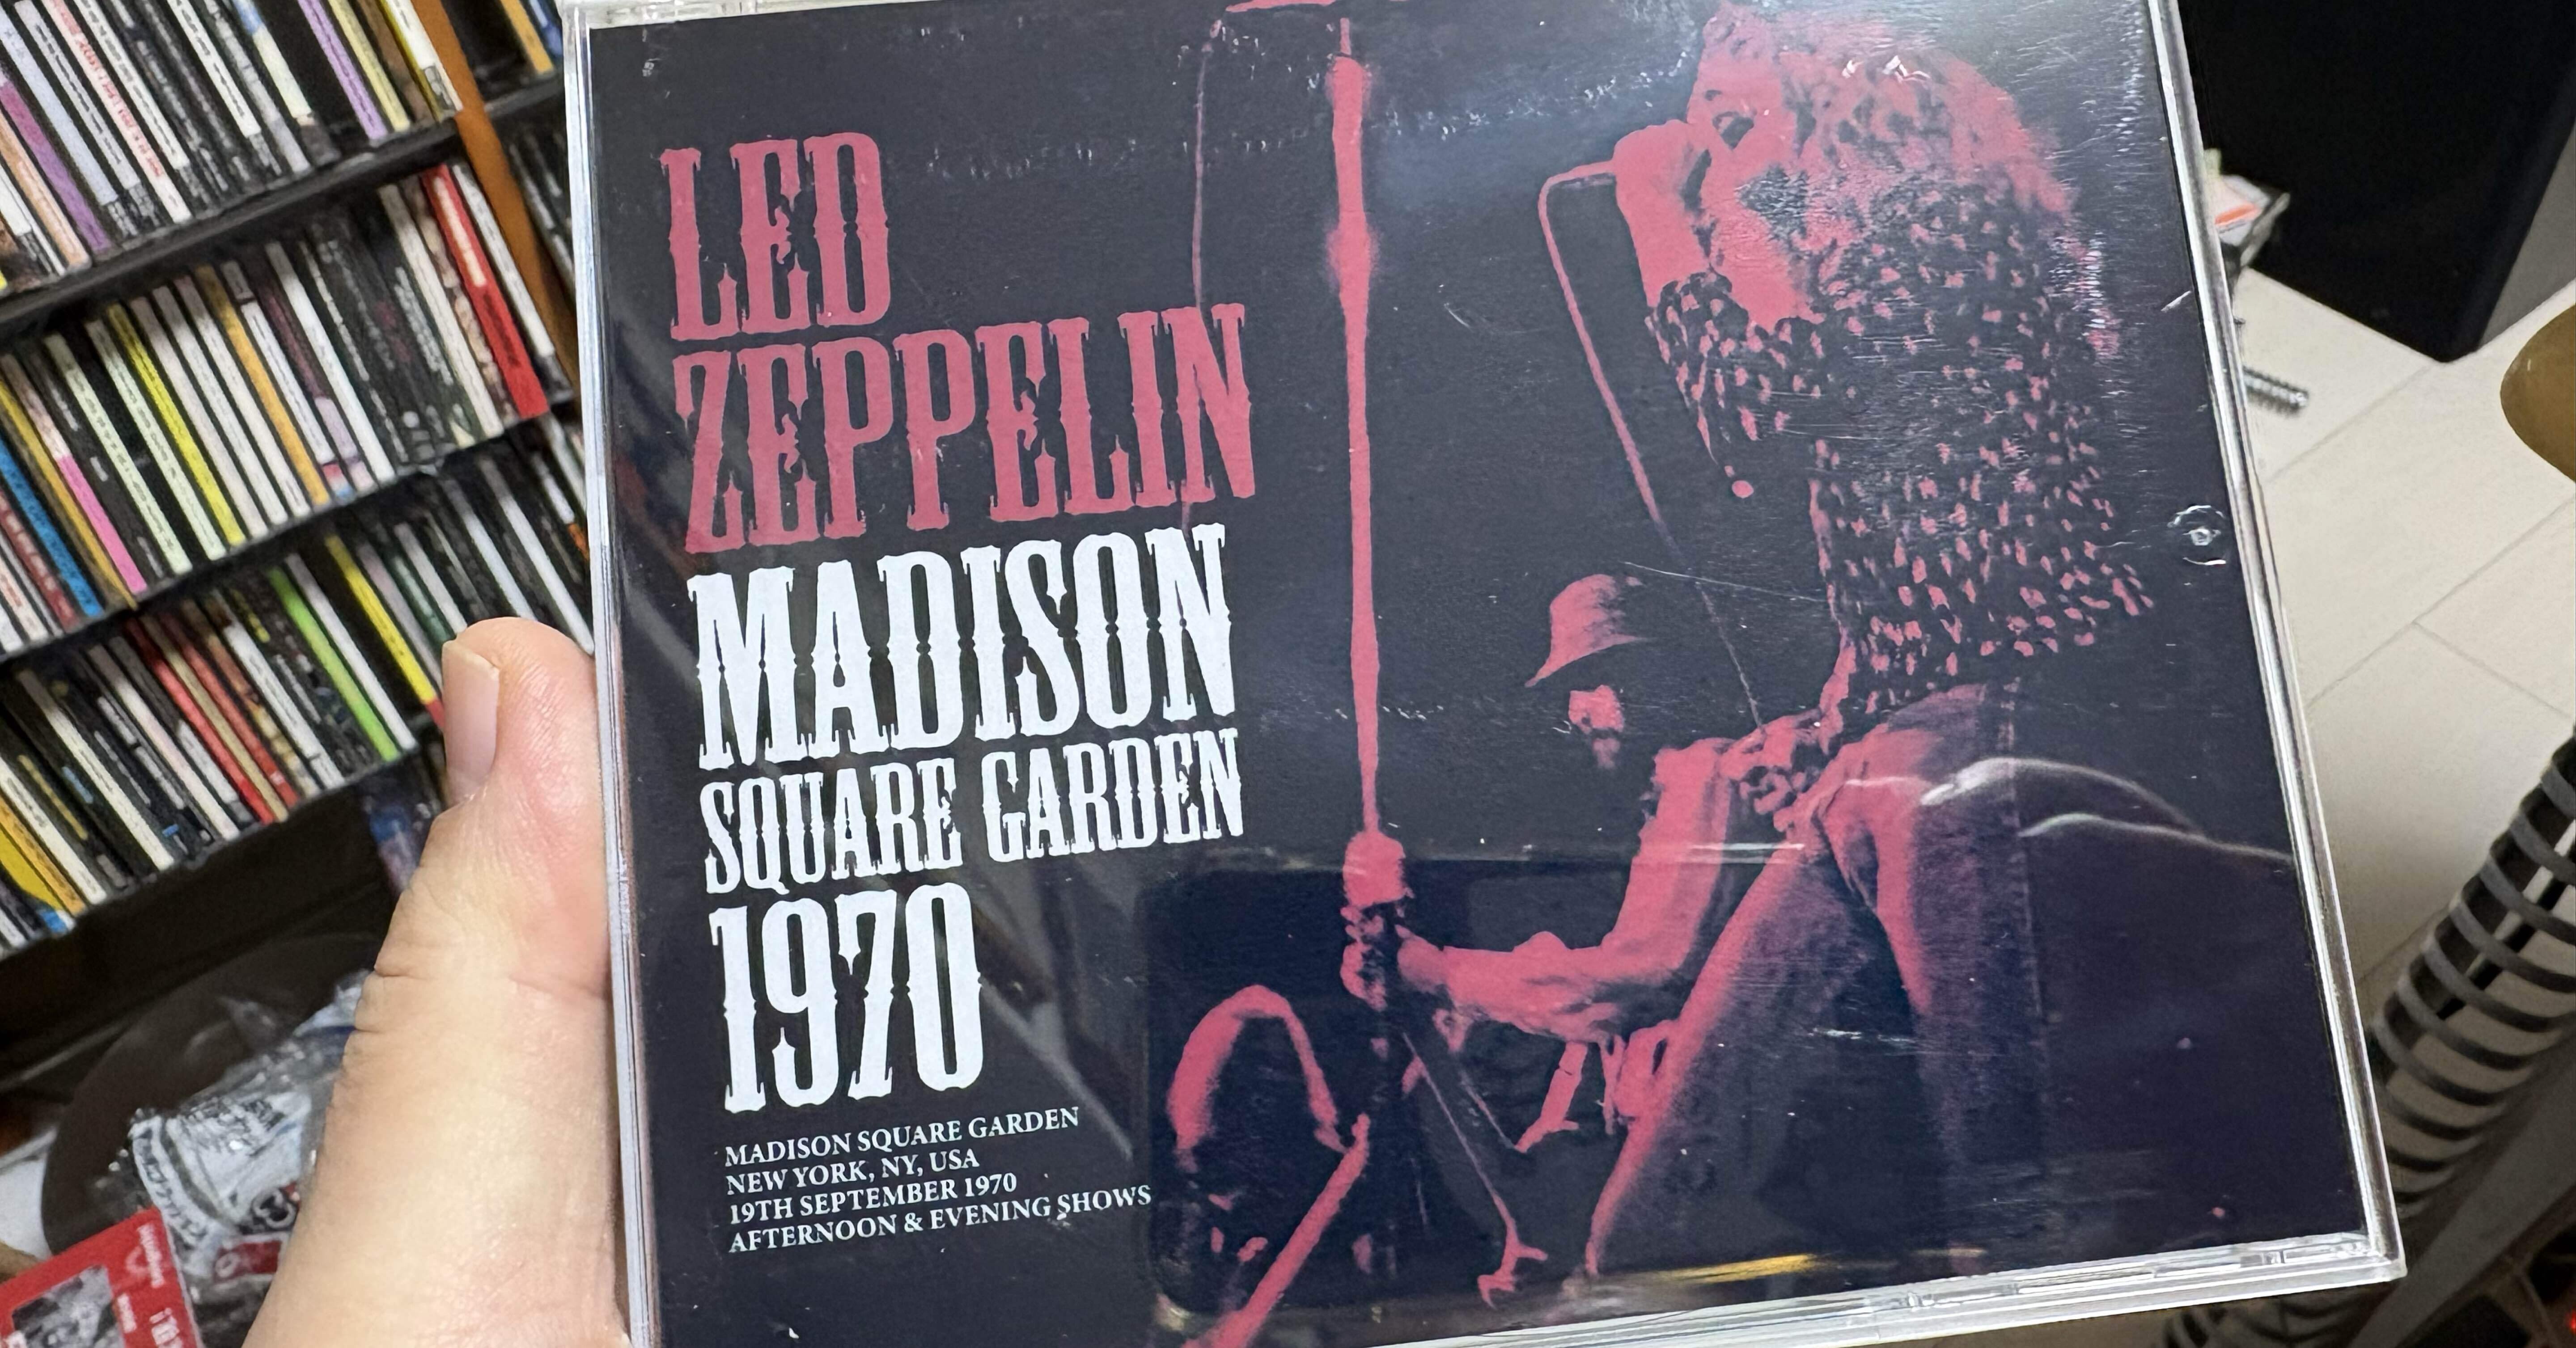 LED
ZEPPELIN
MADISON
SQUARE GARDEN
1970
MADISON SQUARE GARDEN
NEW YORK, NY, USA
19TH SEPTEMBER 1970
AFTERNOON & EVENING SHOWS